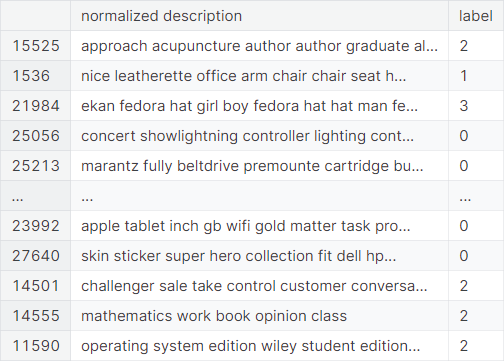 normalized description label
15525 approach acupuncture author author graduate al... 2
1536 nice leatherette office arm chair chair seat h... 1
21984 ekan fedora hat girl boy fedora hat hat man fe... 3
25056 concert showlightning controller lighting cont... 0
25213 marantz fully beltdrive premounte cartridge bu... 0
... ... ...
23992 apple tablet inch gb wifi gold matter task pro... 0
27640 skin sticker super hero collection fit dell hp... 0
14501 challenger sale take control customer conversa... 2
14555 mathematics work book opinion class 2
11590 operating system edition wiley student edition... 2